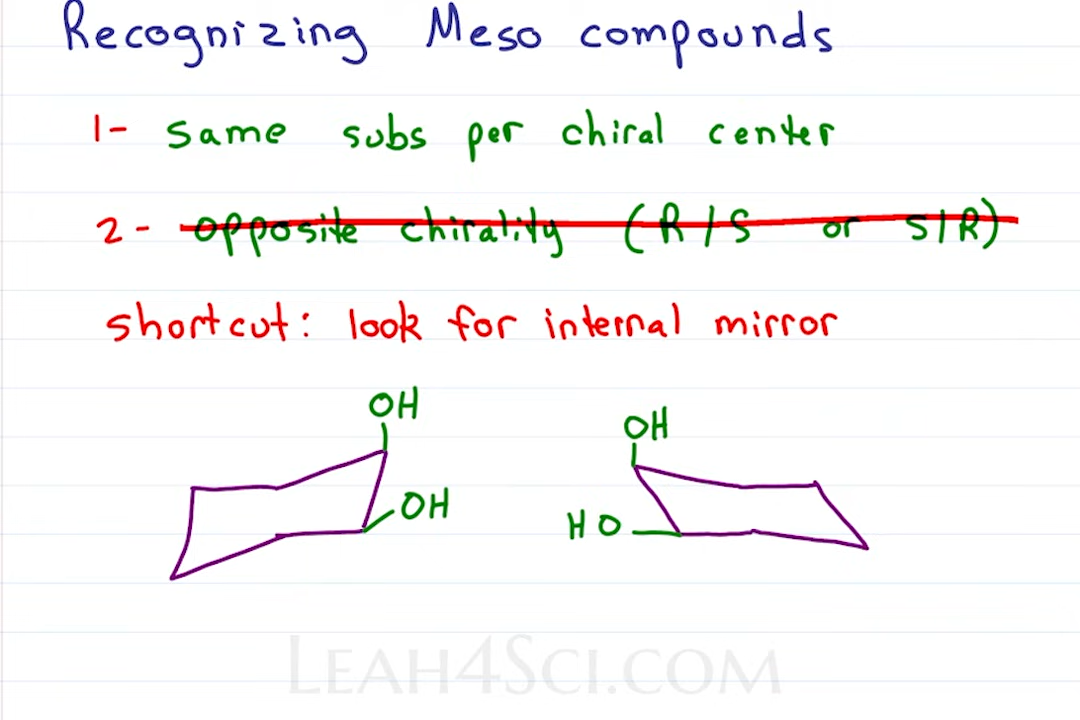 Recognizing Meso compounds
1- same subs per chiral center
2- opposite chirality (R/S or S/R)
shortcut: look for internal mirror
OH
OH
OH
HO
LEAH4SCI.COM